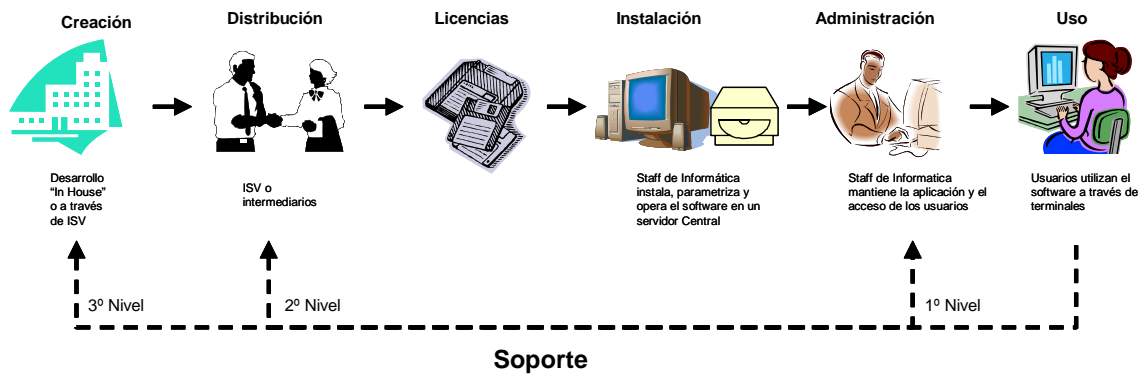 Creación
Distribución
Licencias
Instalación
Administración
Uso
Desarrollo
“In House”
o a través
de ISV
ISV o
intermediarios
Staff de Informática
instala, parametriza y
opera el software en un
servidor Central
Staff de Informatica
mantiene la aplicación y el
acceso de los usuarios
Usuarios utilizan el
software a través de
terminales
3º Nivel
2º Nivel
1º Nivel
Soporte